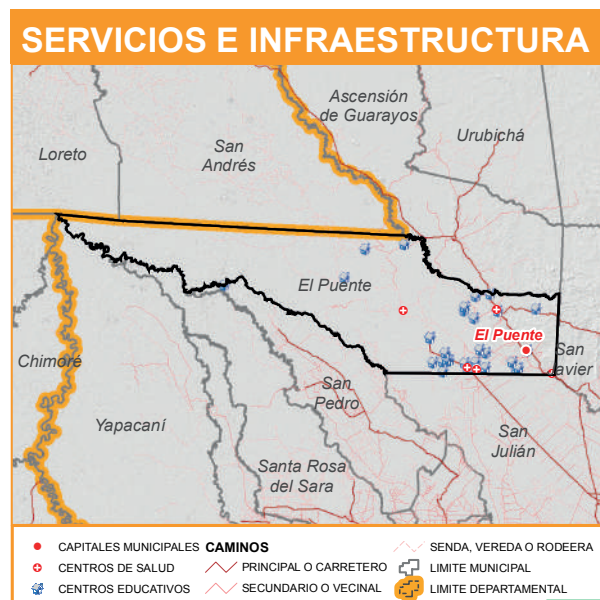 SERVICIOS E INFRAESTRUCTURA
Ascensión
de Guarayos
Urubichá
San
Andrés
Loreto
El Puente
El Puente
San
Javier
Chimoré
San
Pedro
Yapacaní
San
Julián
Santa Rosa
del Sara
CAPITALES MUNICIPALES
CENTROS DE SALUD
CENTROS EDUCATIVOS
CAMINOS
PRINCIPAL O CARRETERO
SECUNDARIO O VECINAL
SENDA, VEREDA O RODEERA
LIMITE MUNICIPAL
LIMITE DEPARTAMENTAL